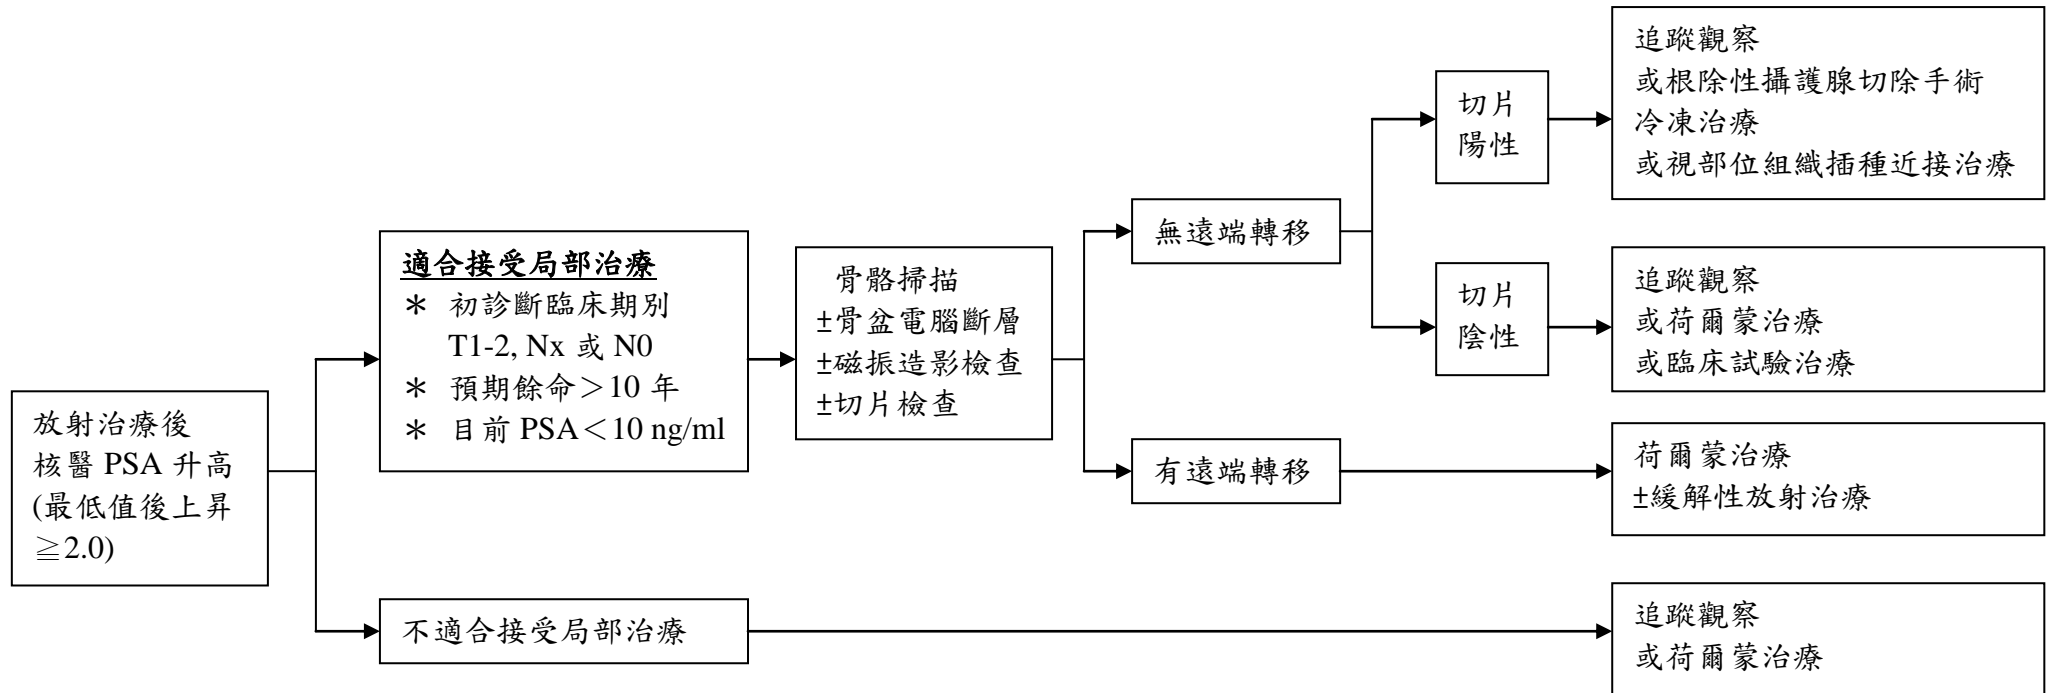 放射治療後
核醫 PSA 升高
(最低值後上昇
≧2.0)
適合接受局部治療
＊ 初診斷臨床期別
T1-2, Nx 或 N0
＊ 預期餘命＞10 年
＊ 目前 PSA＜10 ng/ml
不適合接受局部治療
骨骼掃描
±骨盆電腦斷層
±磁振造影檢查
±切片檢查
無遠端轉移
有遠端轉移
切片
陽性
切片
陰性
追蹤觀察
或根除性攝護腺切除手術
冷凍治療
或視部位組織插種近接治療
追蹤觀察
或荷爾蒙治療
或臨床試驗治療
荷爾蒙治療
±緩解性放射治療
追蹤觀察
或荷爾蒙治療